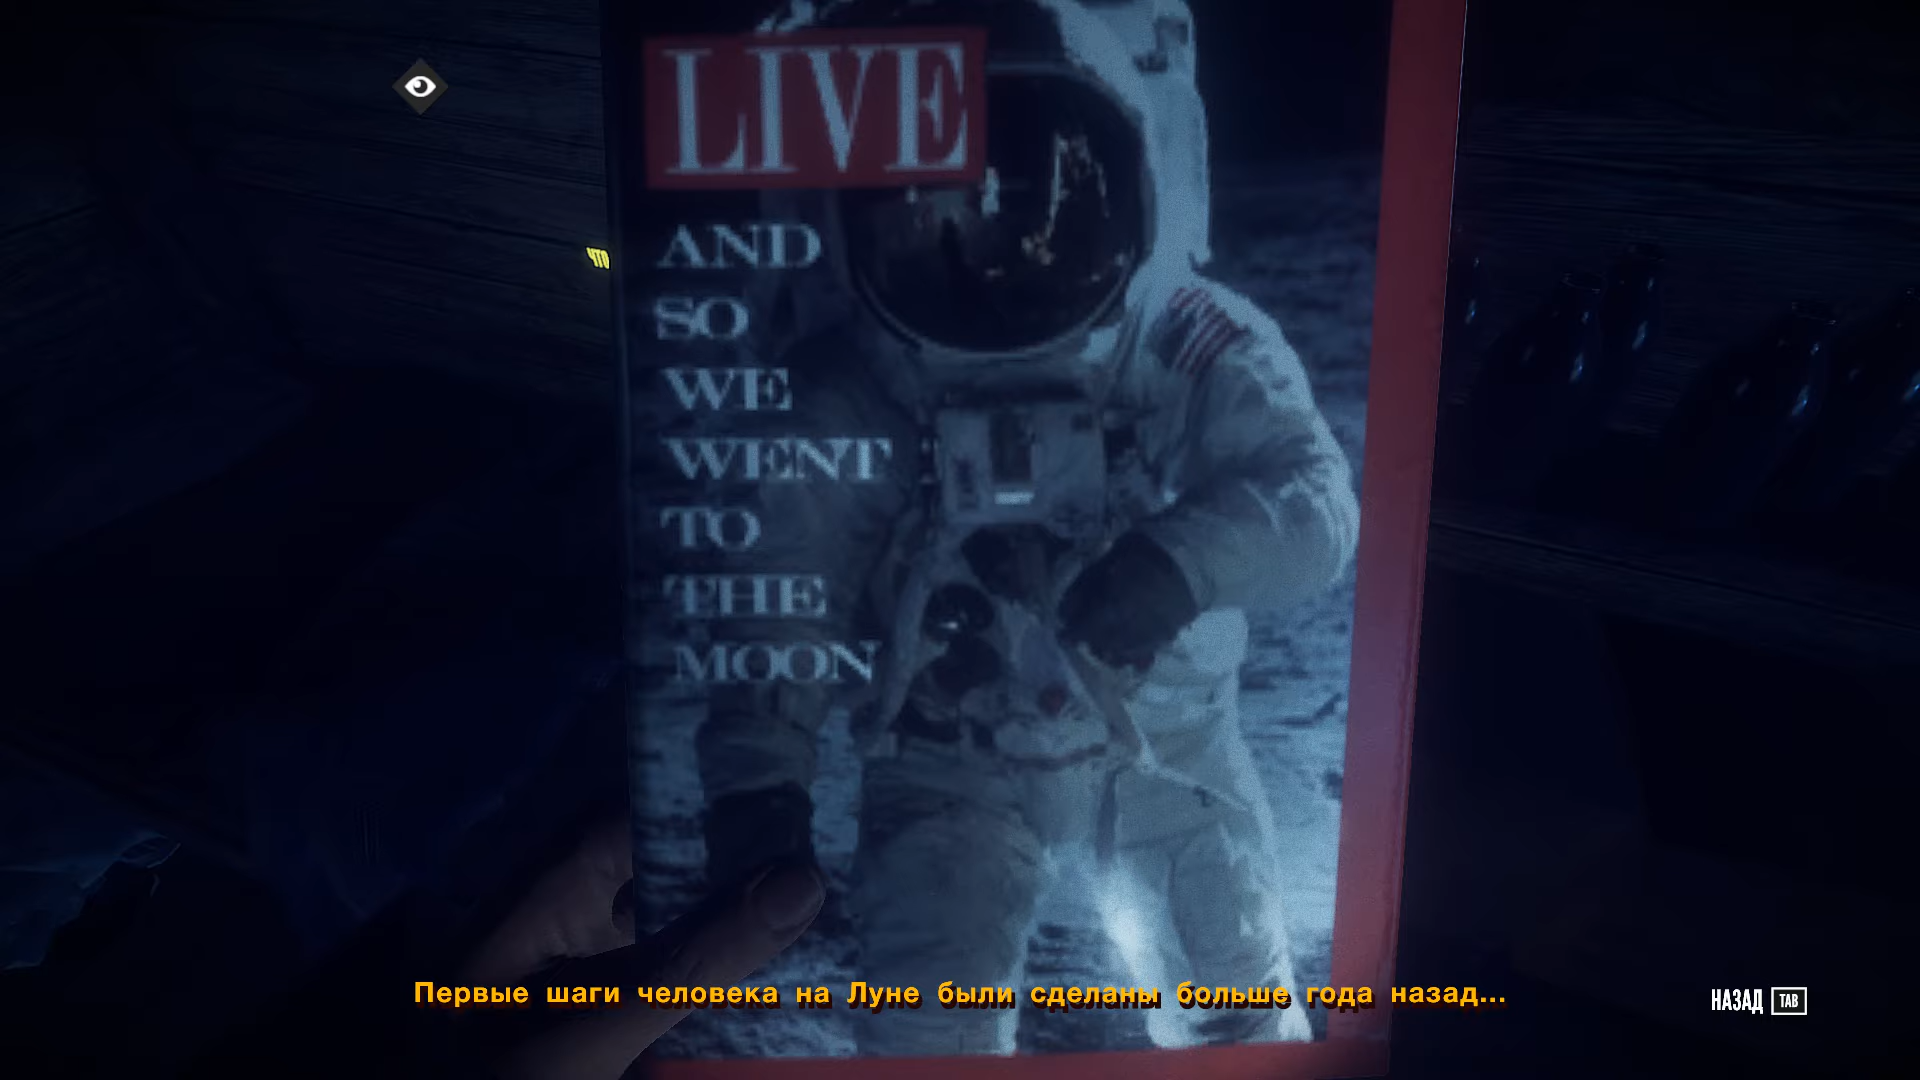 LIVE
AND
SO
WE
WENT
TO
THE
MOON
ЧТО
Первые шаги человека на Луне были сделаны больше года назад...
НАЗАД TAB